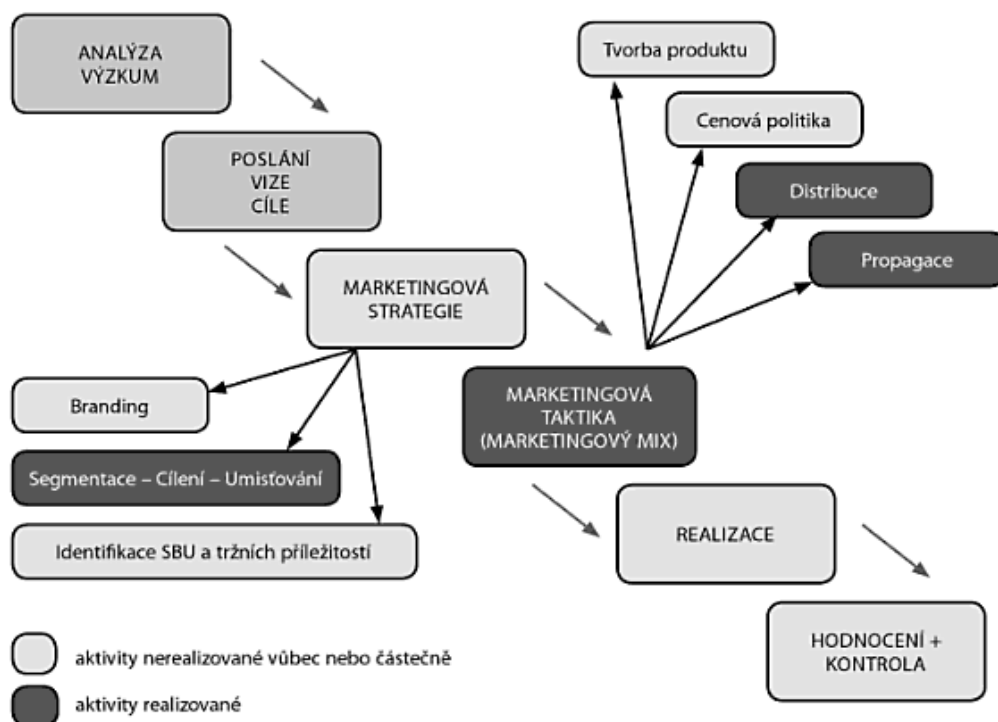 ANALÝZA
VÝZKUM
POSLÁNÍ
VIZE
CÍLE
MARKETINGOVÁ
STRATEGIE
Branding
Segmentace – Cílení – Umisťování
Identifikace SBU a tržních příležitostí
Tvorba produktu
Cenová politika
Distribuce
Propagace
MARKETINGOVÁ
TAKTIKA
(MARKETINGOVÝ MIX)
REALIZACE
HODNOCENÍ +
KONTROLA
aktivity nerealizované vůbec nebo částečně
aktivity realizované